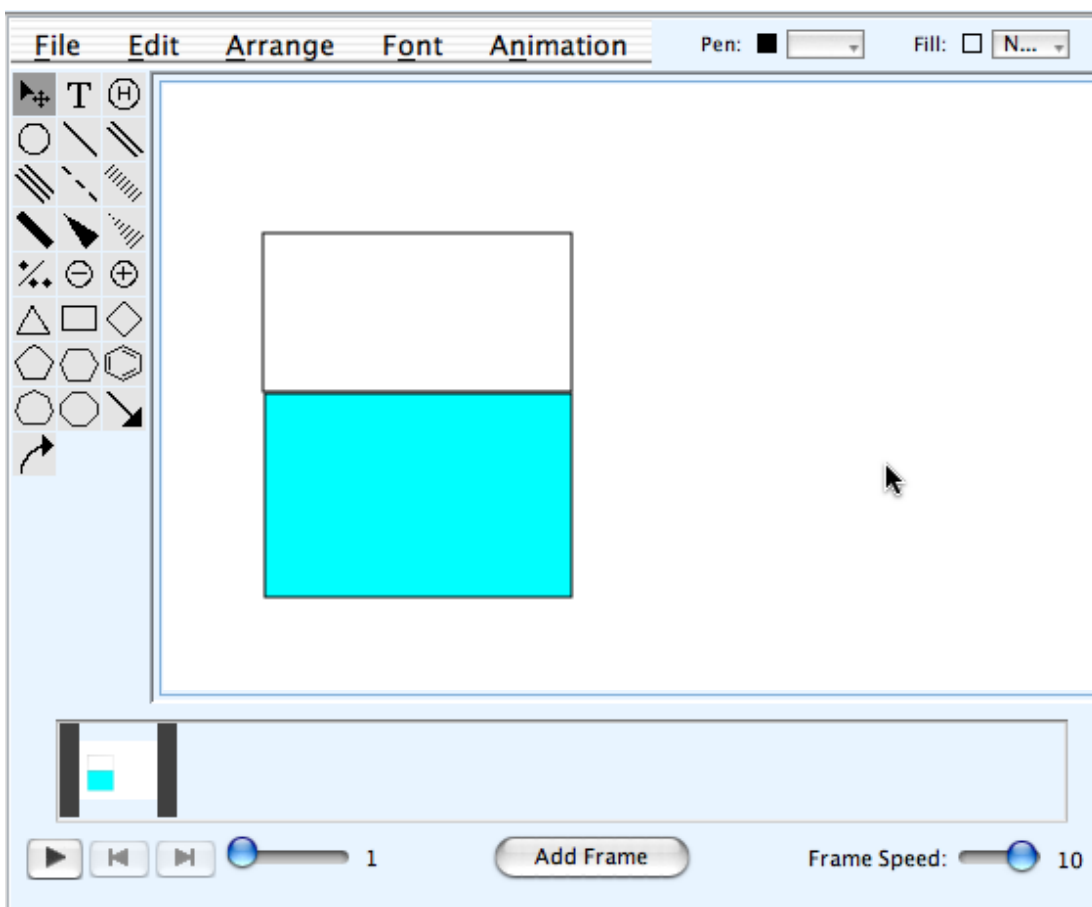 File Edit Arrange Font Animation Pen: Fill: N...
T H
1 Add Frame Frame Speed: 10